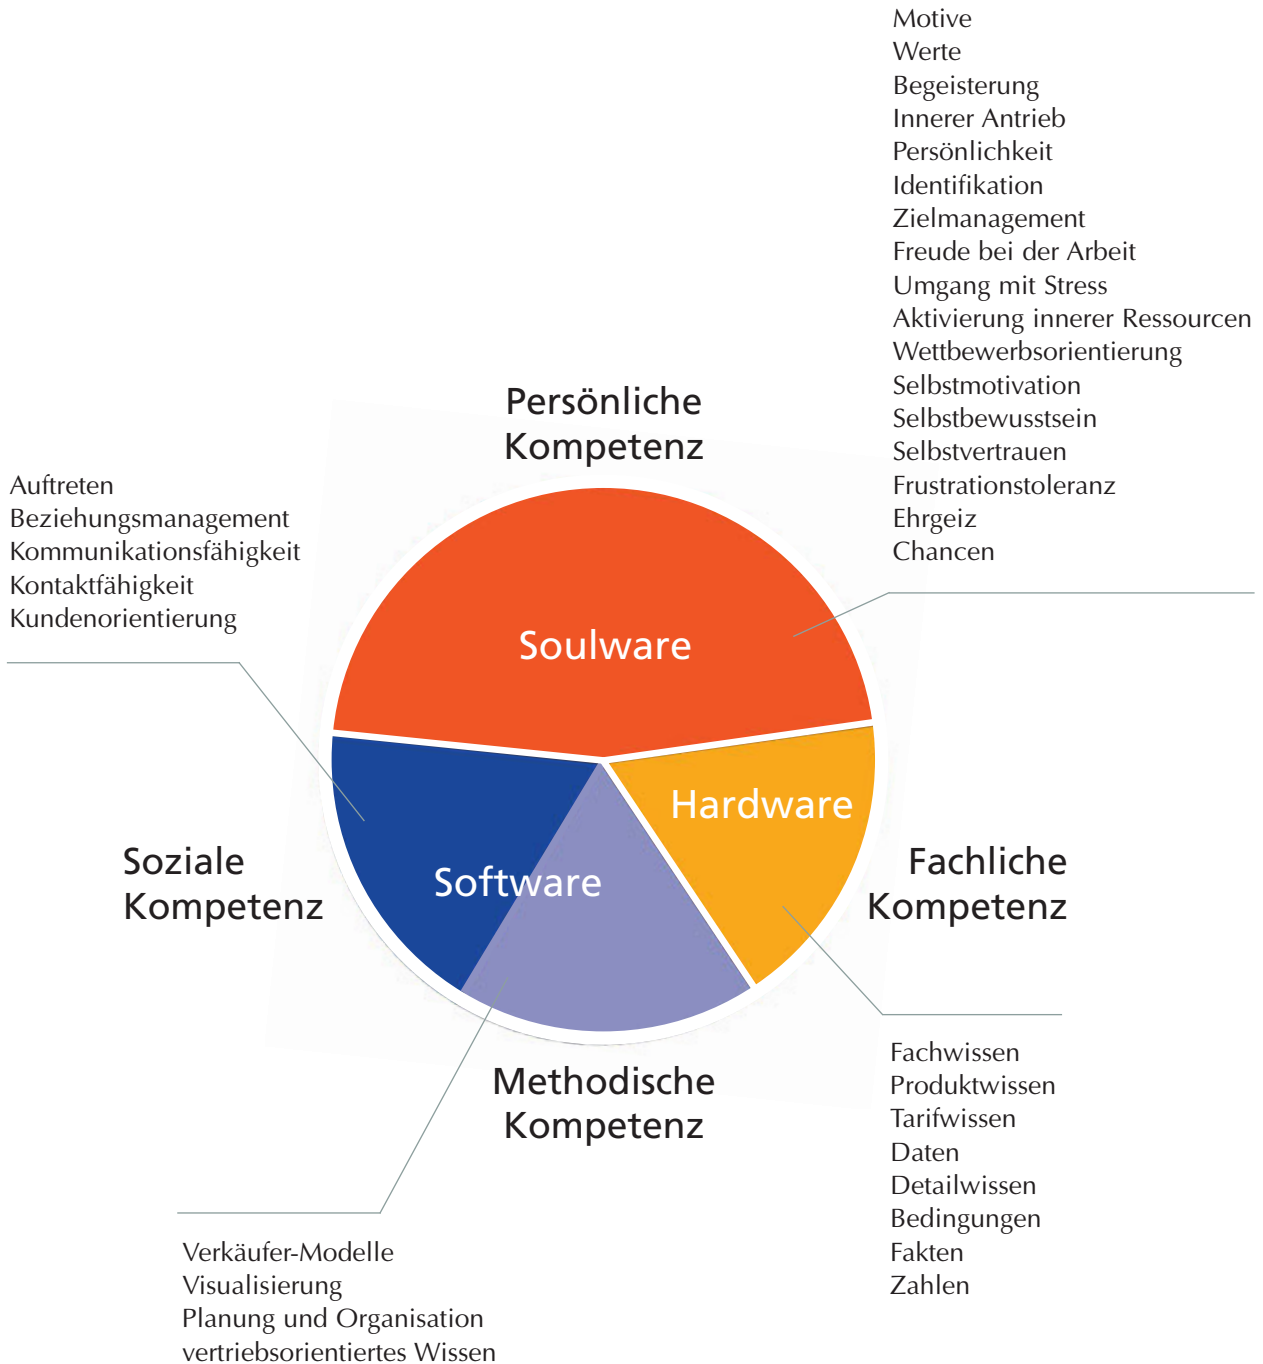 Motive
Werte
Begeisterung
Innerer Antrieb
Persönlichkeit
Identifikation
Zielmanagement
Freude bei der Arbeit
Umgang mit Stress
Aktivierung innerer Ressourcen
Wettbewerbsorientierung
Selbstmotivation
Selbstbewusstsein
Selbstvertrauen
Frustrationstoleranz
Ehrgeiz
Chancen
Persönliche
Kompetenz
Auftreten
Beziehungsmanagement
Kommunikationsfähigkeit
Kontaktfähigkeit
Kundenorientierung
Soulware
Hardware
Software
Soziale
Kompetenz
Fachliche
Kompetenz
Methodische
Kompetenz
Fachwissen
Produktwissen
Tarifwissen
Daten
Detailwissen
Bedingungen
Fakten
Zahlen
Verkäufer-Modelle
Visualisierung
Planung und Organisation
vertriebsorientiertes Wissen